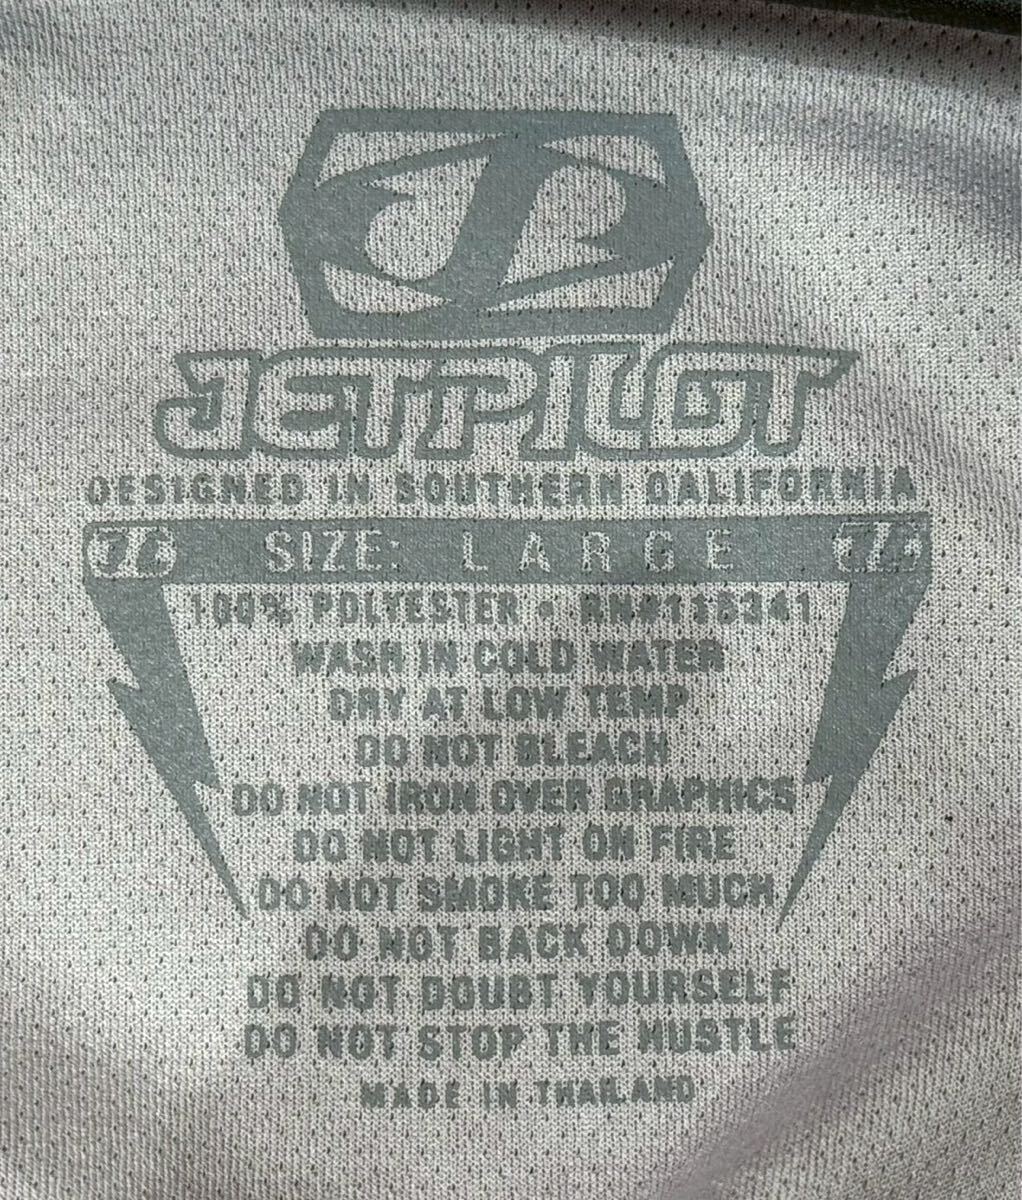 JETPILOT
DESIGNED IN SOUTHERN CALIFORNIA
SIZE: LARGE
100% POLYESTER • RN#118341
WASH IN COLD WATER
DRY AT LOW TEMP
DO NOT BLEACH
DO NOT IRON OVER GRAPHICS
DO NOT LIGHT ON FIRE
DO NOT SMOKE TOO MUCH
DO NOT BACK DOWN
DO NOT DOUBT YOURSELF
DO NOT STOP THE HUSTLE
MADE IN THAILAND